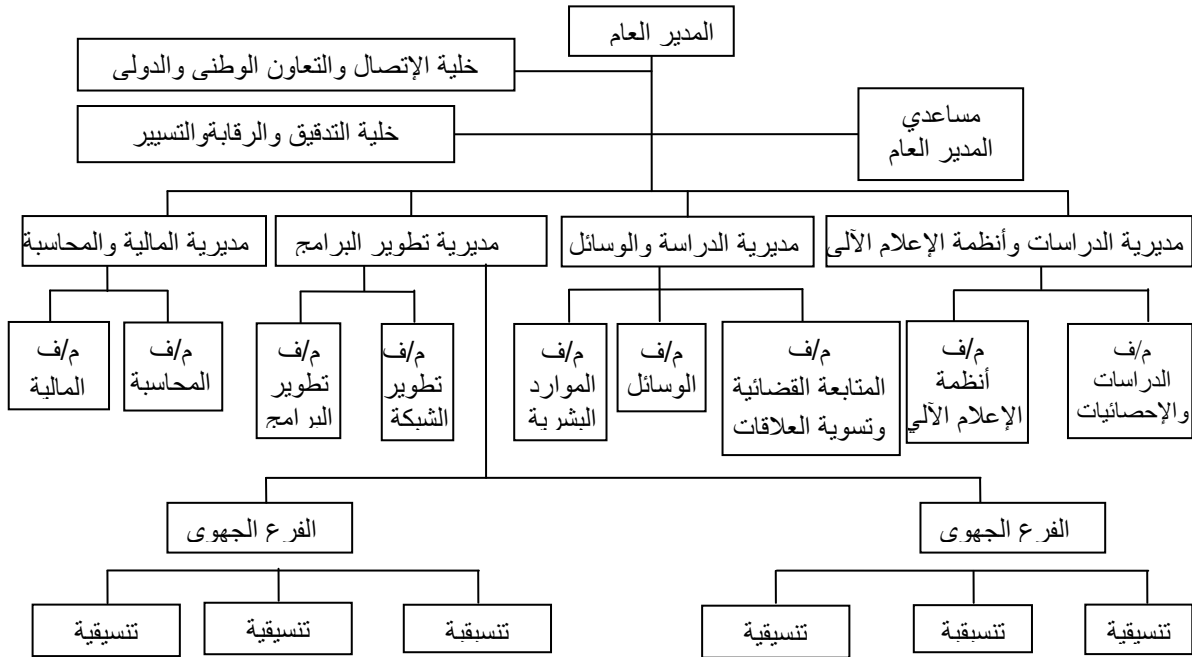 المدير العام
خلية الإتصال والتعاون الوطنى والدولى
مساعدي
المدير العام
خلية التدقيق والرقابةوالتسيير
مديرية الدراسات وأنظمة الإعلام الآلى
مديرية الدراسة والوسائل
مديرية تطوير البرامج
مديرية المالية والمحاسبة
م/ف
الدراسات
والإحصائيات
م/ف
أنظمة
الإعلام الآلي
م/ف
المتابعة القضائية
وتسوية العلاقات
م/ف
الوسائل
م/ف
الموارد
البشرية
م/ف
تطوير
الشبكة
م/ف
تطوير
البرامج
م/ف
المحاسبة
م/ف
المالية
الفرع الجهوى
الفرع الجهوى
تنسيقية
تنسيقية
تنسيقية
تنسيقية
تنسيقية
تنسيقية